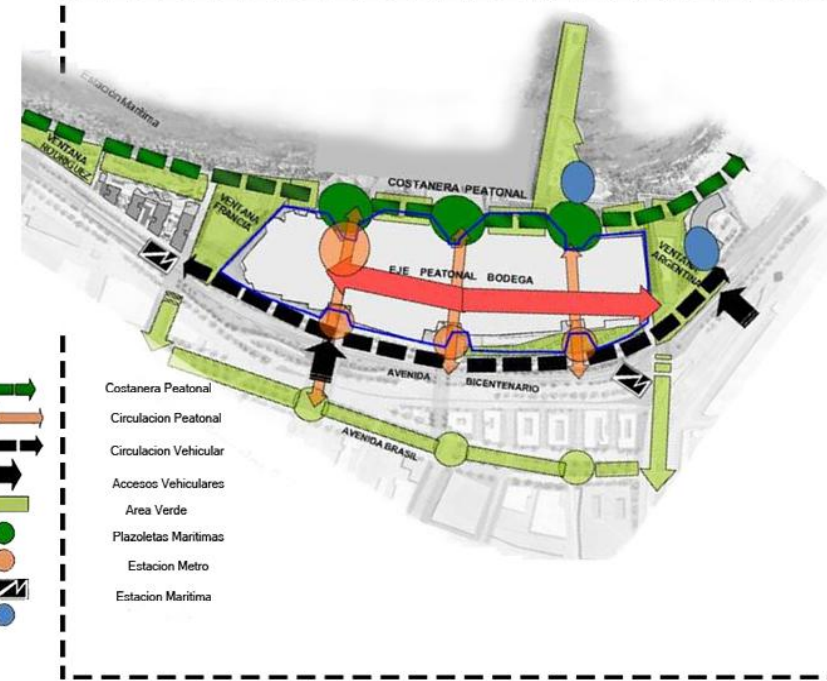 Estacion Maritima
VENTANA
RODRIGUEZ
VENTANA
FRANCIA
COSTANERA PEATONAL
EJE PEATONAL BODEGA
VENTANA
ARGENTINA
AVENIDA BICENTENARIO
AVENIDA BRASIL
Costanera Peatonal
Circulacion Peatonal
Circulacion Vehicular
Accesos Vehiculares
Area Verde
Plazoletas Maritimas
Estacion Metro
Estacion Maritima